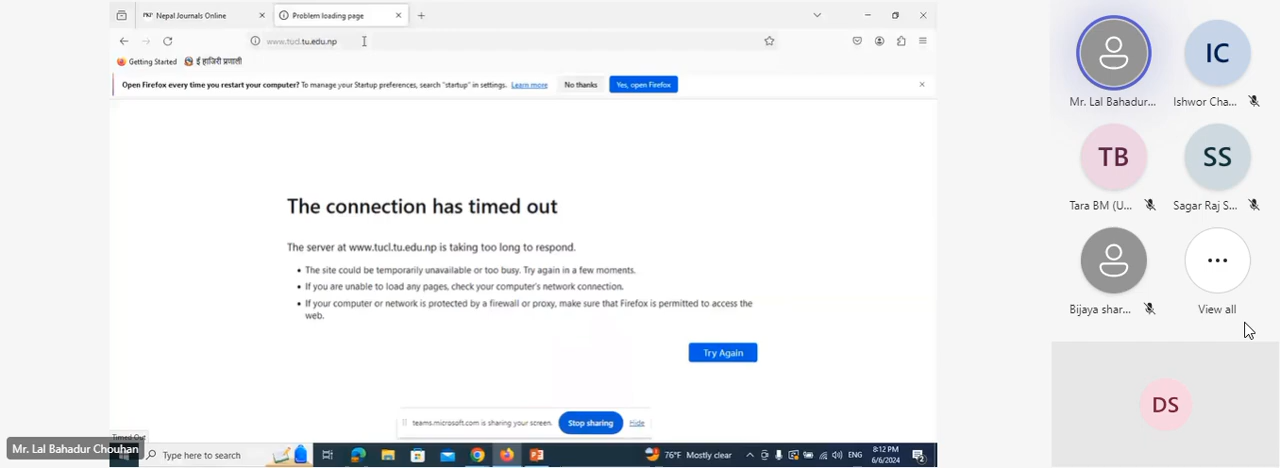 Nepal Journals Online
Problem loading page
www.tucl.tu.edu.np
Getting Started ई हाजिरी प्रणाली
Open Firefox every time you restart your computer? To manage your Startup preferences, search "startup" in settings. Learn more No thanks Yes, open Firefox
The connection has timed out
The server at www.tucl.tu.edu.np is taking too long to respond.
• The site could be temporarily unavailable or too busy. Try again in a few moments.
• If you are unable to load any pages, check your computer's network connection.
• If your computer or network is protected by a firewall or proxy, make sure that Firefox is permitted to access the
web.
Try Again
teams.microsoft.com is sharing your screen. Stop sharing Hide
Timed Out
Mr. Lal Bahadur Chouhan
Type here to search
76°F Mostly clear ENG 8:12 PM
6/6/2024
2
IC
Mr. Lal Bahadur... Ishwor Cha...
TB SS
Tara BM (U... Sagar Raj S...
Bijaya shar... View all
DS